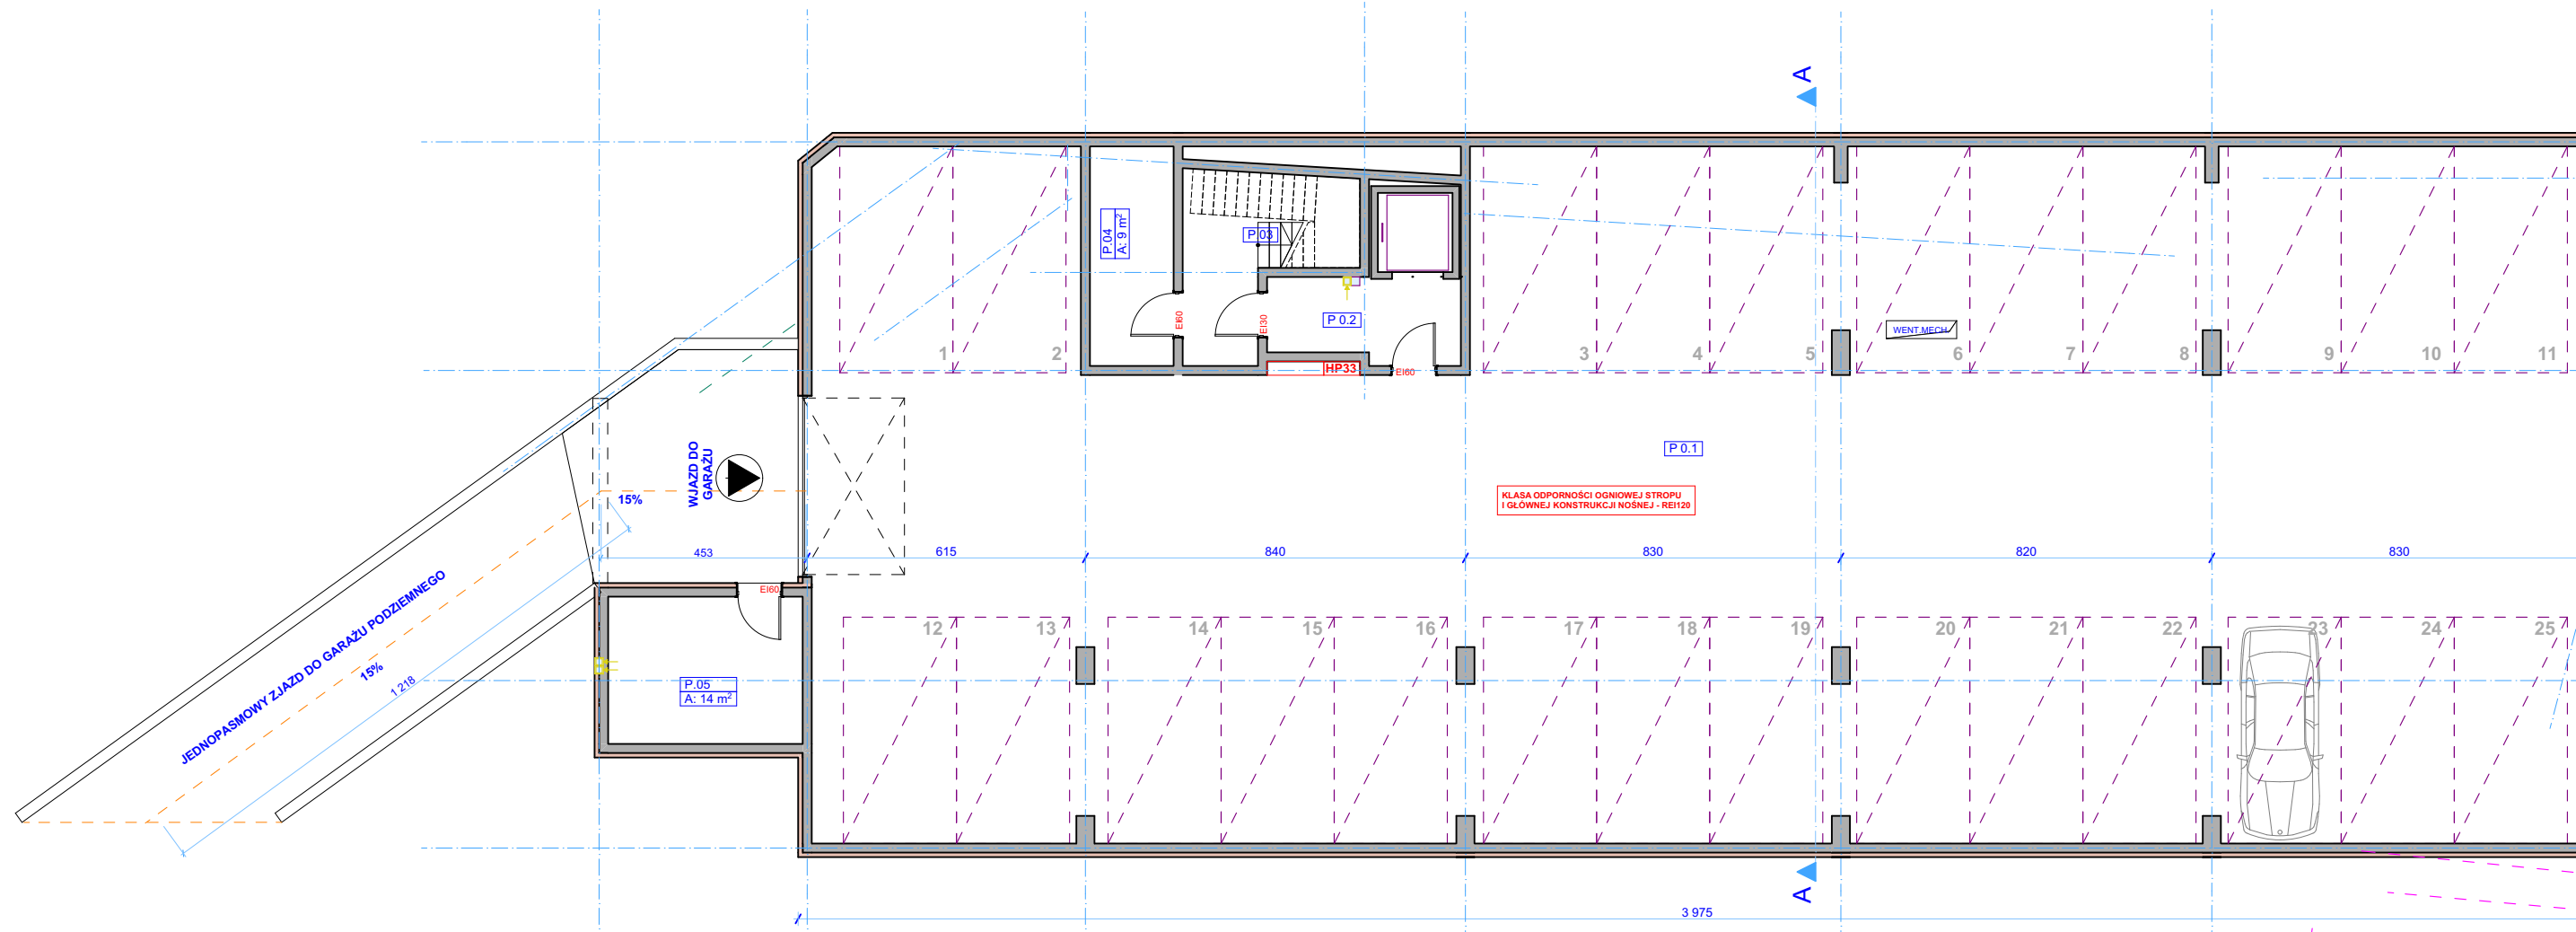 A
P.04
A: 9 m²
P.03
EI60
EI30
P 0.2
HP33
EI60
WENT.MECH.
1
2
3
4
5
6
7
8
9
10
11
WJAZD DO
GARAŻU
15%
P 0.1
KLASA ODPORNOŚCI OGNIOWEJ STROPU
I GŁÓWNEJ KONSTRUKCJI NOŚNEJ - REI120
453
615
840
830
820
830
EI60
JEDNOPASMOWY ZJAZD DO GARAŻU PODZIEMNEGO
15%
1 218
P.05
A: 14 m²
12
13
14
15
16
17
18
19
20
21
22
23
24
25
A
3 975